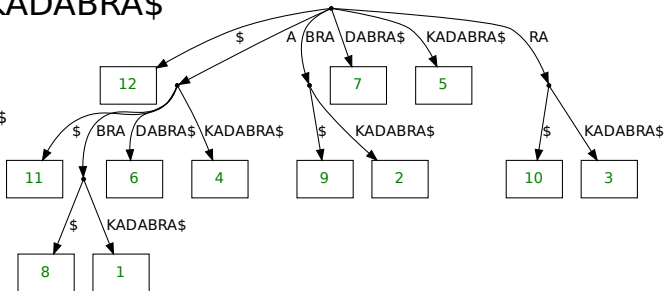 KADABRA$
$ A BRA DABRA$ KADABRA$ RA
12 7 5
$
$ BRA DABRA$ KADABRA$ $ KADABRA$ $ KADABRA$
11 6 4 9 2 10 3
$ KADABRA$
8 1